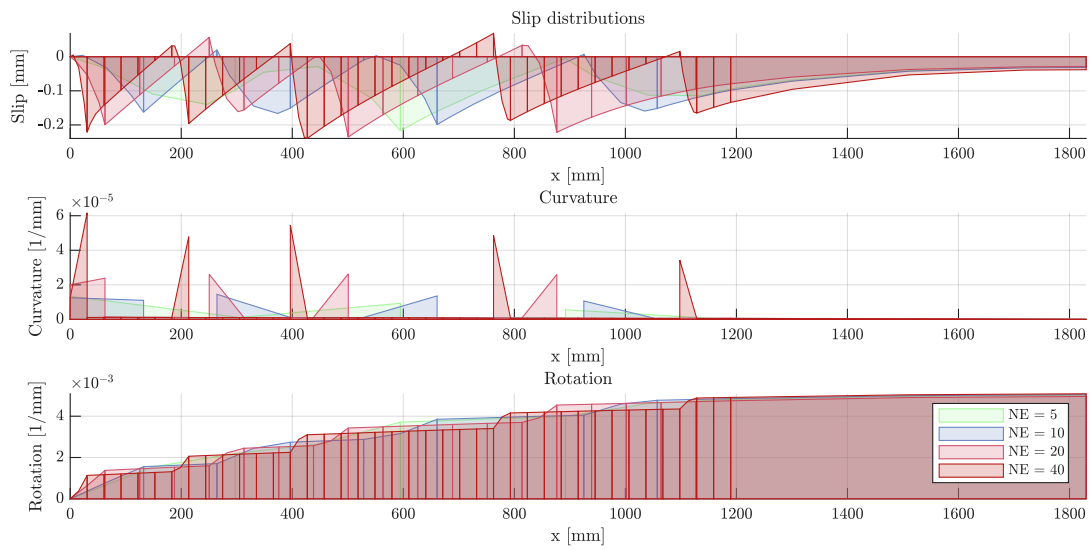 Slip distributions
Slip [mm]
0
-0.1
-0.2
0 200 400 600 800 1000 1200 1400 1600 1800
x [mm]
×10⁻⁵
Curvature
Curvature [1/mm]
6
4
2
0
0 200 400 600 800 1000 1200 1400 1600 1800
x [mm]
×10⁻³
Rotation
Rotation [1/mm]
4
2
0
NE = 5
NE = 10
NE = 20
NE = 40
0 200 400 600 800 1000 1200 1400 1600 1800
x [mm]